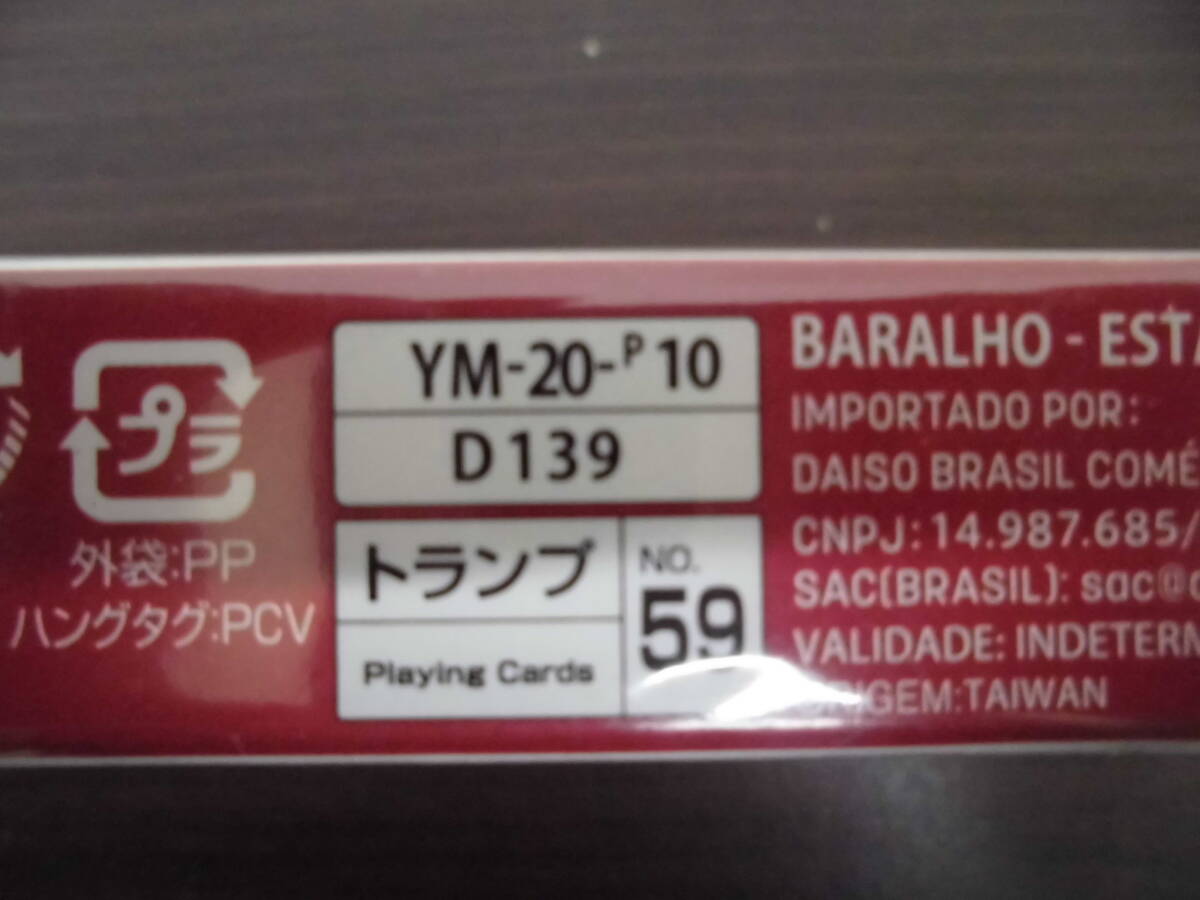 プラ
外袋:PP
ハングタグ:PCV
YM-20-P10
D139
トランプ
Playing Cards
NO.
59
BARALHO - ESTA
IMPORTADO POR:
DAISO BRASIL COMÉ
CNPJ: 14.987.685/
SAC(BRASIL): sac@
VALIDADE: INDETERM
ORIGEM:TAIWAN